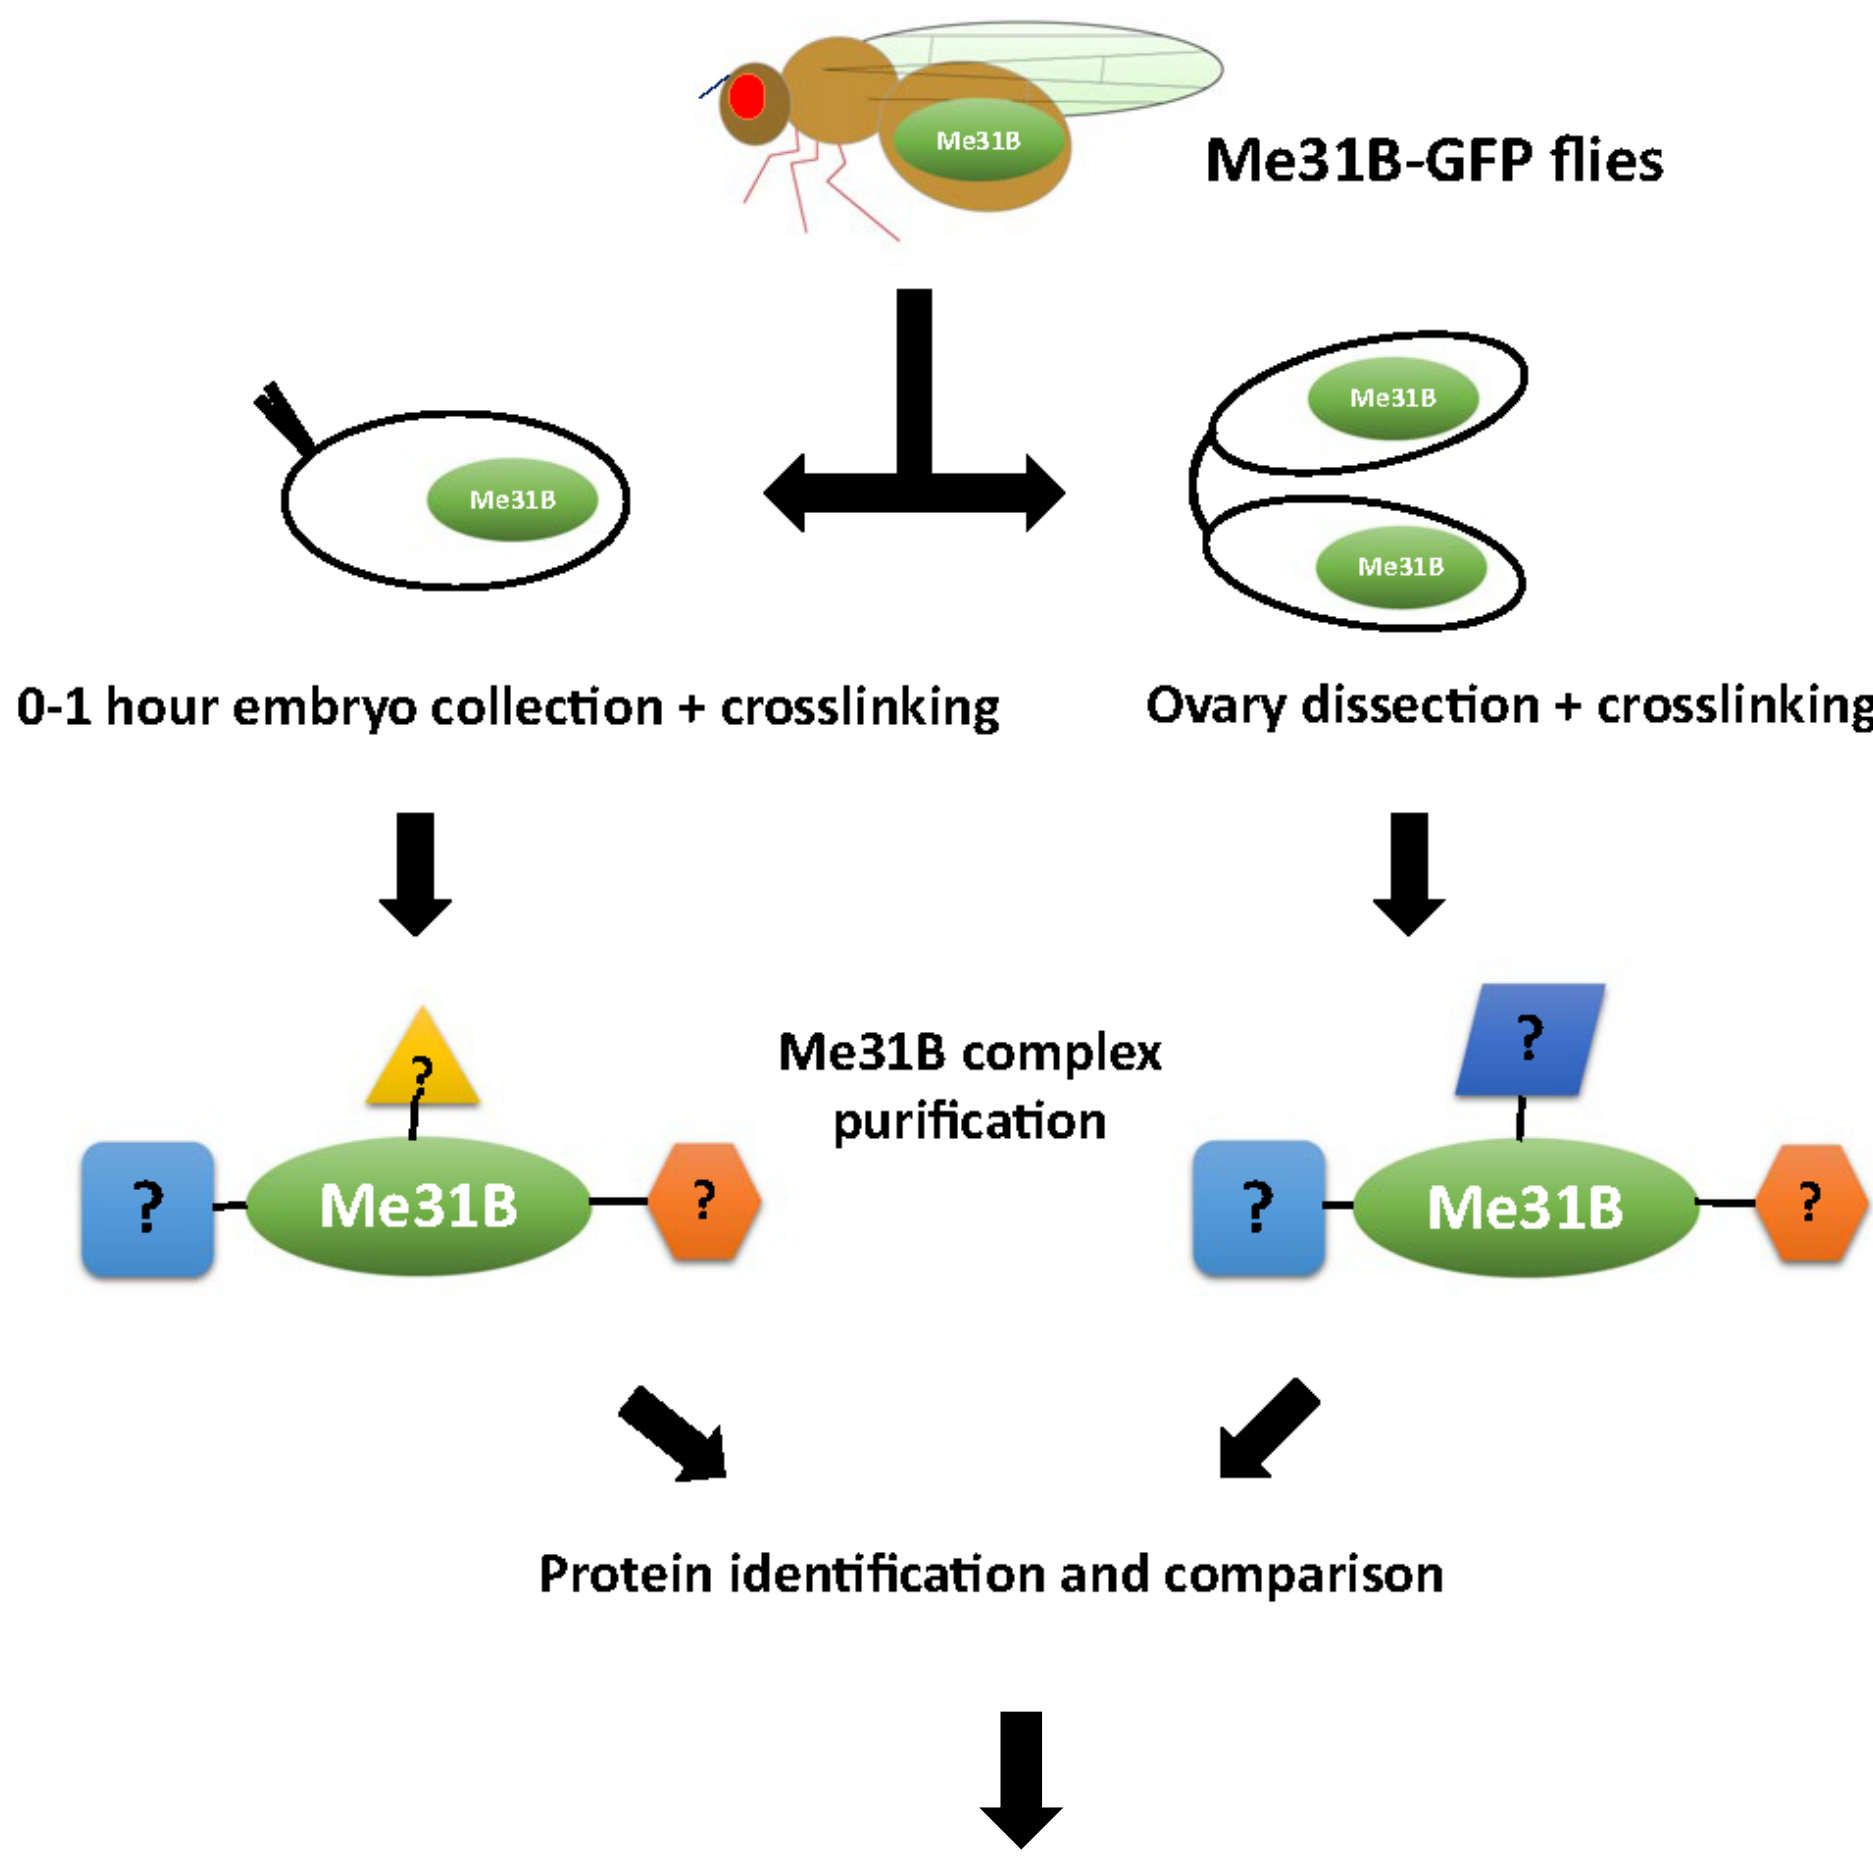 Me31B
Me31B-GFP flies
Me31B
Me31B
Me31B
0-1 hour embryo collection + crosslinking
Ovary dissection + crosslinking
?
?
Me31B complex
purification
? Me31B ?
? Me31B ?
Protein identification and comparison